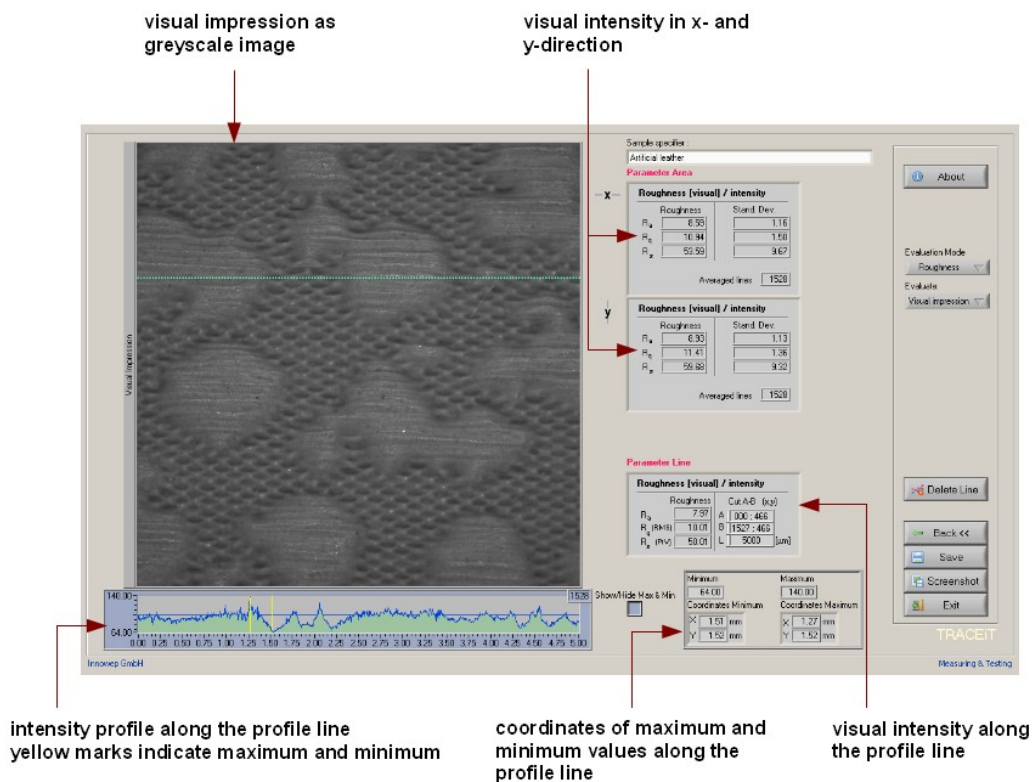 visual impression as
greyscale image
visual intensity in x- and
y-direction
Sample specifier :
Artificial leather
Parameter Area
x
Roughness [visual] / intensity
Roughness Stand. Dev
Ra 8.59 1.16
Rq 10.94 1.50
Rz 53.59 9.67
Averaged lines 1528
y
Roughness [visual] / intensity
Roughness Stand. Dev
Ra 8.93 1.13
Rq 11.41 1.36
Rz 59.68 9.32
Averaged lines 1528
About
Evaluation Mode
Roughness
Evaluate:
Visual impression
Visual Impression
Parameter Line
Roughness [visual] / intensity
Roughness Cut A-B (x,y)
7.97 A 000 ; 466
Rq (RMS) 10.01 B 1527 ; 466
Rz (PtV) 50.01 L 5000 [µm]
Delete Line
Back <<
Save
Screenshot
Exit
TRACEiT
140.00
64.00
1528
0.00 0.25 0.50 0.75 1.00 1.25 1.50 1.75 2.00 2.25 2.50 2.75 3.00 3.25 3.50 3.75 4.00 4.25 4.50 4.75 5.00
Show/Hide Max & Min
Minimum Maximum
64.00 140.00
Coordinates Minimum Coordinates Maximum
X 1.51 mm X 1.27 mm
Y 1.52 mm Y 1.52 mm
Innowep GmbH
Measuring & Testing
intensity profile along the profile line
yellow marks indicate maximum and minimum
coordinates of maximum and
minimum values along the
profile line
visual intensity along
the profile line